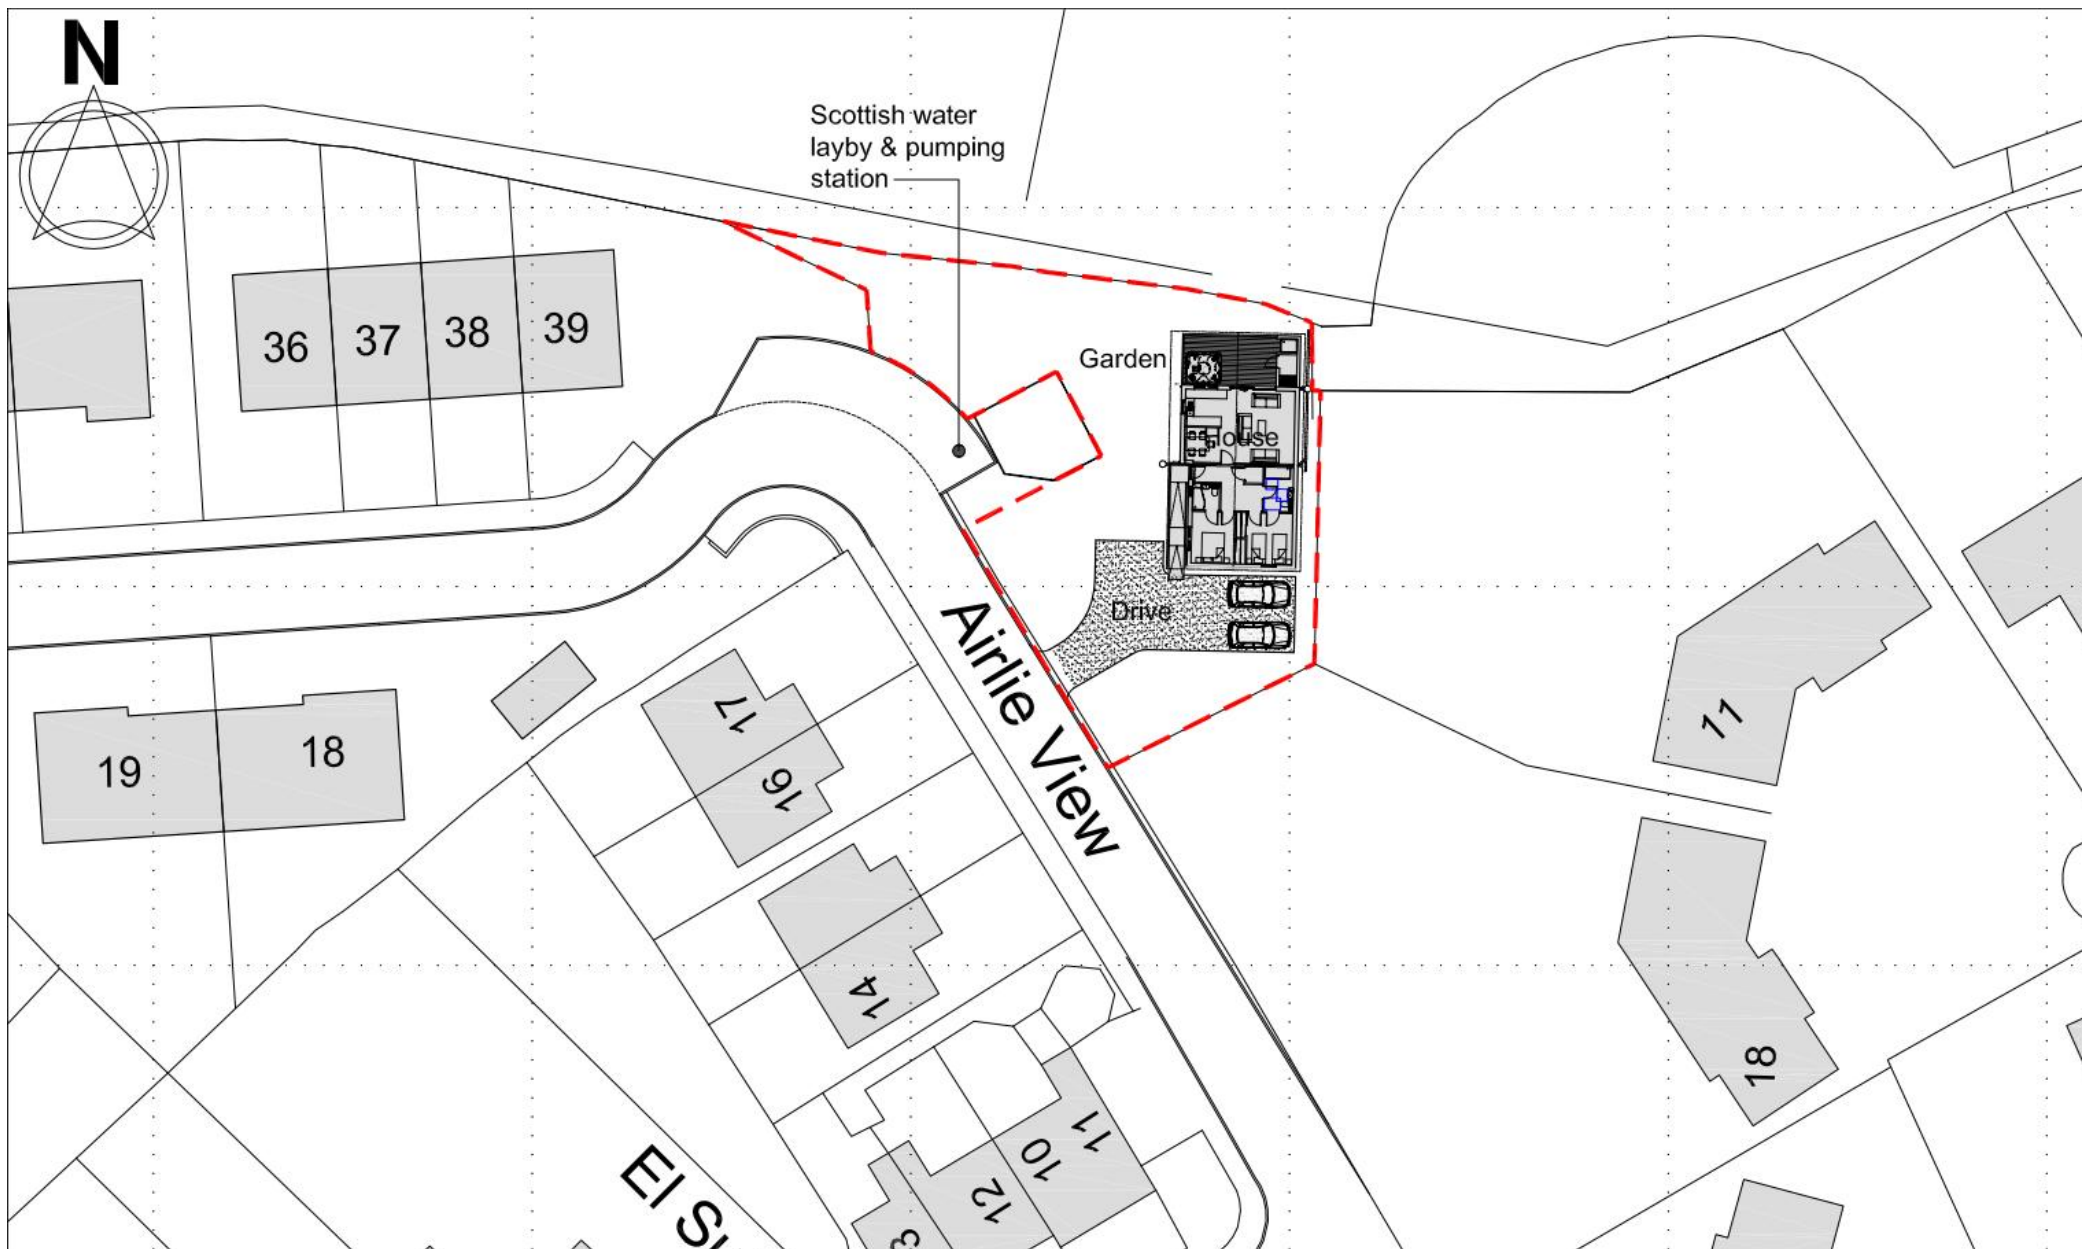 N
Scottish water
layby & pumping
station
Garden
36
37
38
39
House
Drive
Airlie View
17
16
19
18
11
14
18
11
10
12
El